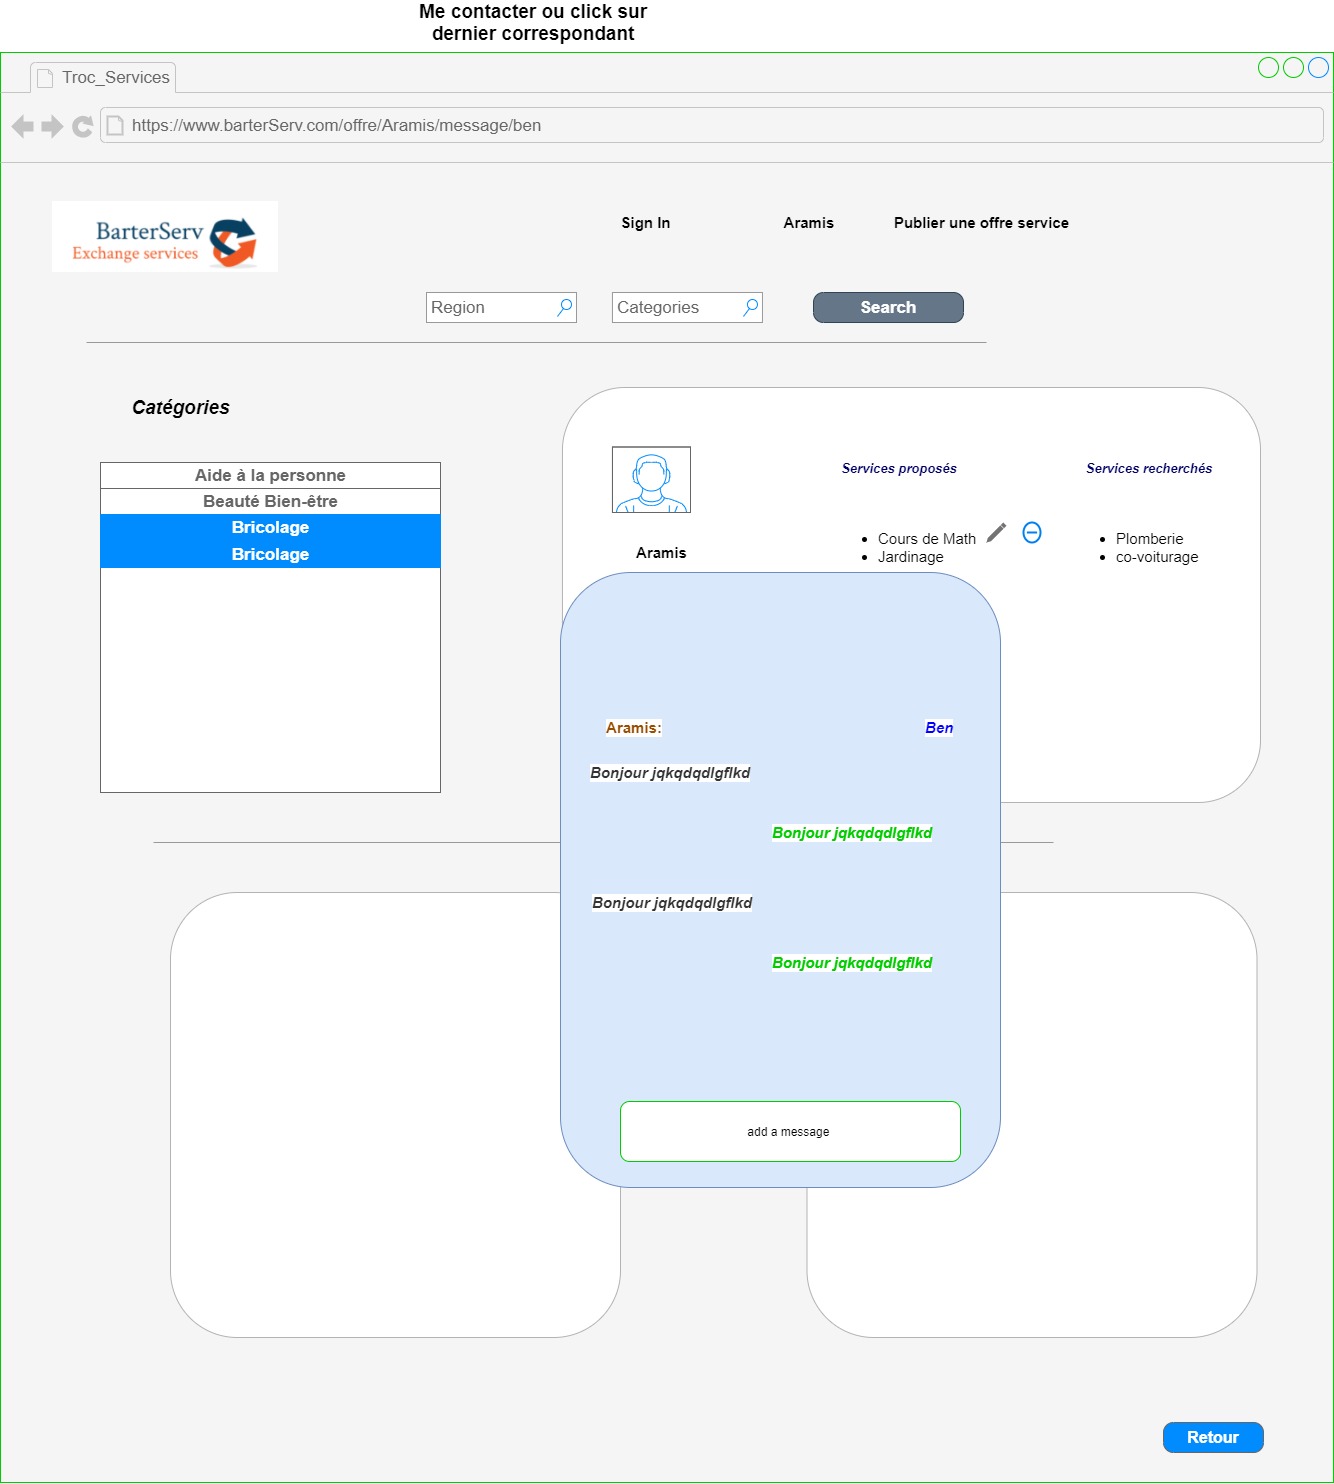 Me contacter ou click sur
dernier correspondant
Troc_Services
https://www.barterServ.com/offre/Aramis/message/ben
BarterServ
Exchange services
Sign In
Aramis
Publier une offre service
Region
Categories
Search
Catégories
Aide à la personne
Beauté Bien-être
Bricolage
Bricolage
Services proposés
Services recherchés
Aramis
Cours de Math
Jardinage
Plomberie
co-voiturage
Aramis:
Ben
Bonjour jqkqdqdlgflkd
Bonjour jqkqdqdlgflkd
Bonjour jqkqdqdlgflkd
Bonjour jqkqdqdlgflkd
add a message
Retour